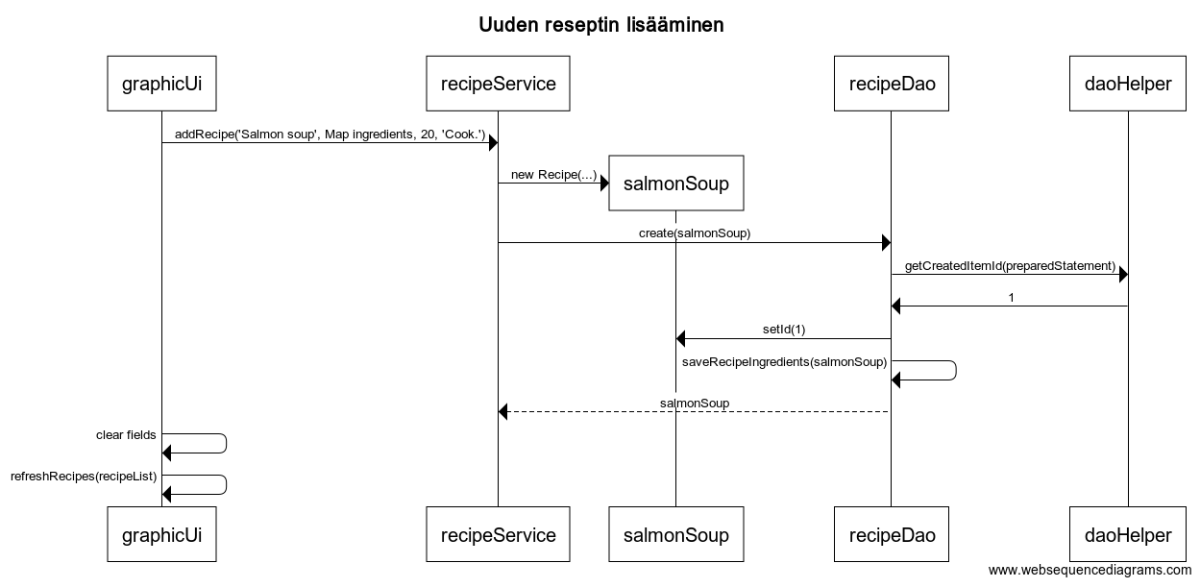 Uuden reseptin lisääminen
graphicUi
recipeService
recipeDao
daoHelper
addRecipe('Salmon soup', Map ingredients, 20, 'Cook.')
new Recipe(...)
salmonSoup
create(salmonSoup)
getCreatedItemId(preparedStatement)
1
setId(1)
saveRecipeIngredients(salmonSoup)
salmonSoup
clear fields
refreshRecipes(recipeList)
graphicUi
recipeService
salmonSoup
recipeDao
daoHelper
www.websequencediagrams.com